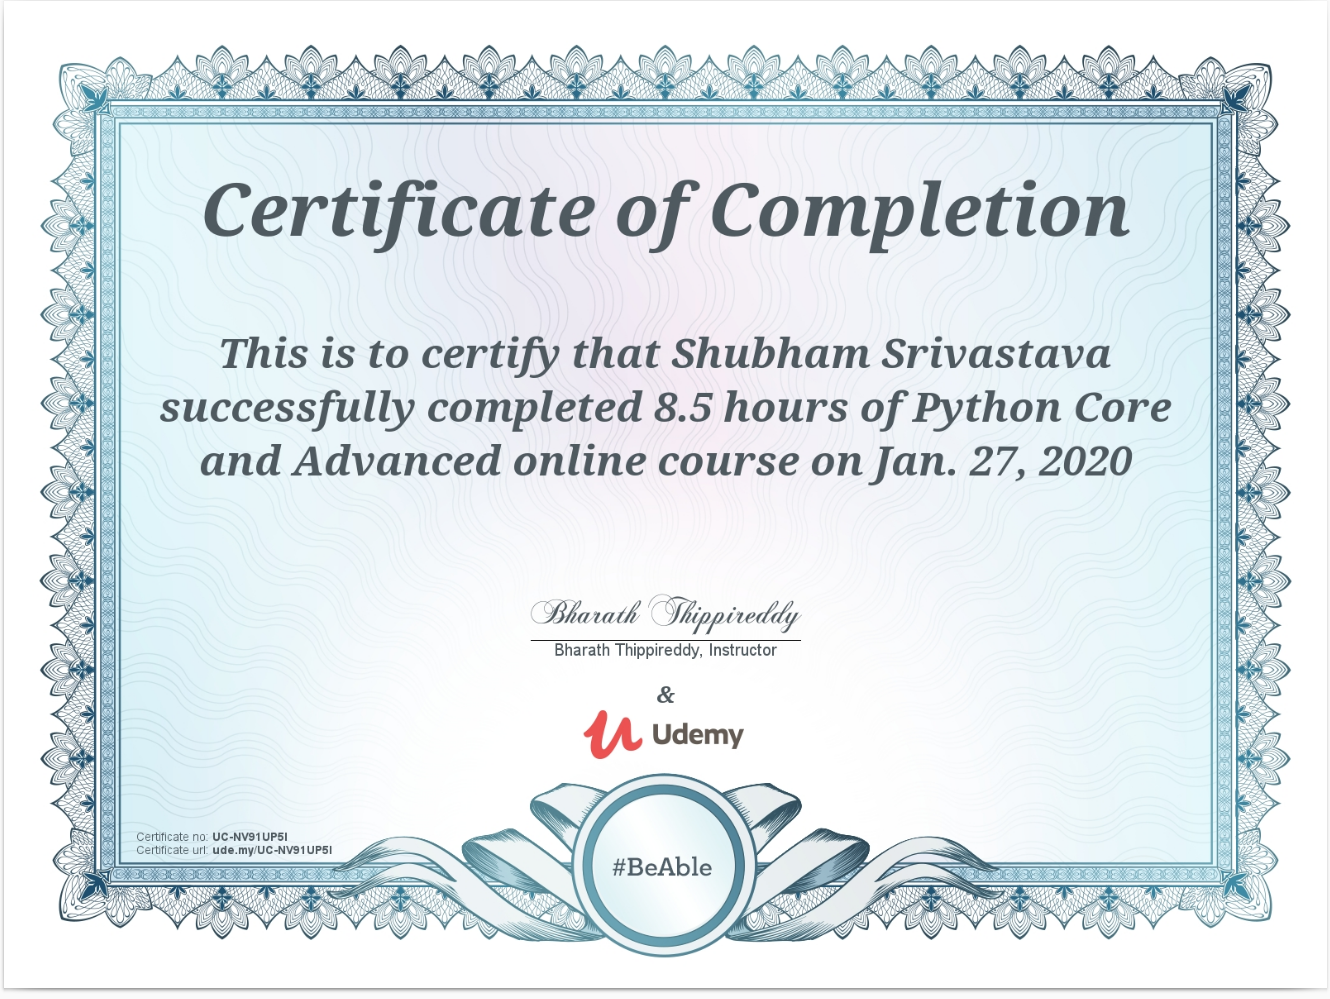 Certificate of Completion
This is to certify that Shubham Srivastava
successfully completed 8.5 hours of Python Core
and Advanced online course on Jan. 27, 2020
Bharath Thippireddy
Bharath Thippireddy, Instructor
&
Udemy
Certificate no: UC-NV91UP5I
Certificate url: ude.my/UC-NV91UP5I
#BeAble